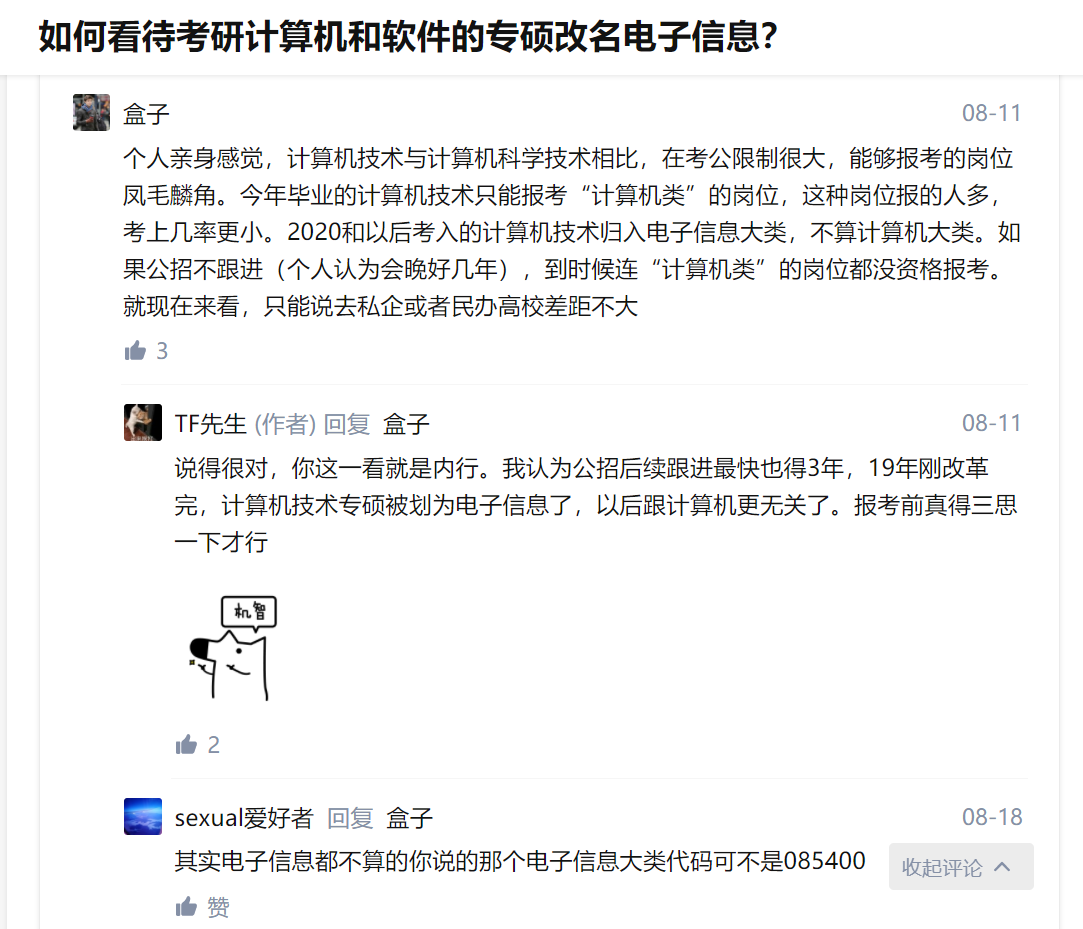 如何看待考研计算机和软件的专硕改名电子信息？
盒子 08-11
个人亲身感觉，计算机技术与计算机科学技术相比，在考公限制很大，能够报考的岗位
凤毛麟角。今年毕业的计算机技术只能报考“计算机类”的岗位，这种岗位报的人多，
考上几率更小。2020和以后考入的计算机技术归入电子信息大类，不算计算机大类。如
果公招不跟进（个人认为会晚好几年），到时候连“计算机类”的岗位都没资格报考。
就现在来看，只能说去私企或者民办高校差距不大
3
TF先生 (作者) 回复 盒子 08-11
说得很对，你这一看就是内行。我认为公招后续跟进最快也得3年，19年刚改革
完，计算机技术专硕被划为电子信息了，以后跟计算机更无关了。报考前真得三思
一下才行
机智
2
sexual爱好者 回复 盒子 08-18
其实电子信息都不算的你说的那个电子信息大类代码可不是085400
收起评论
赞